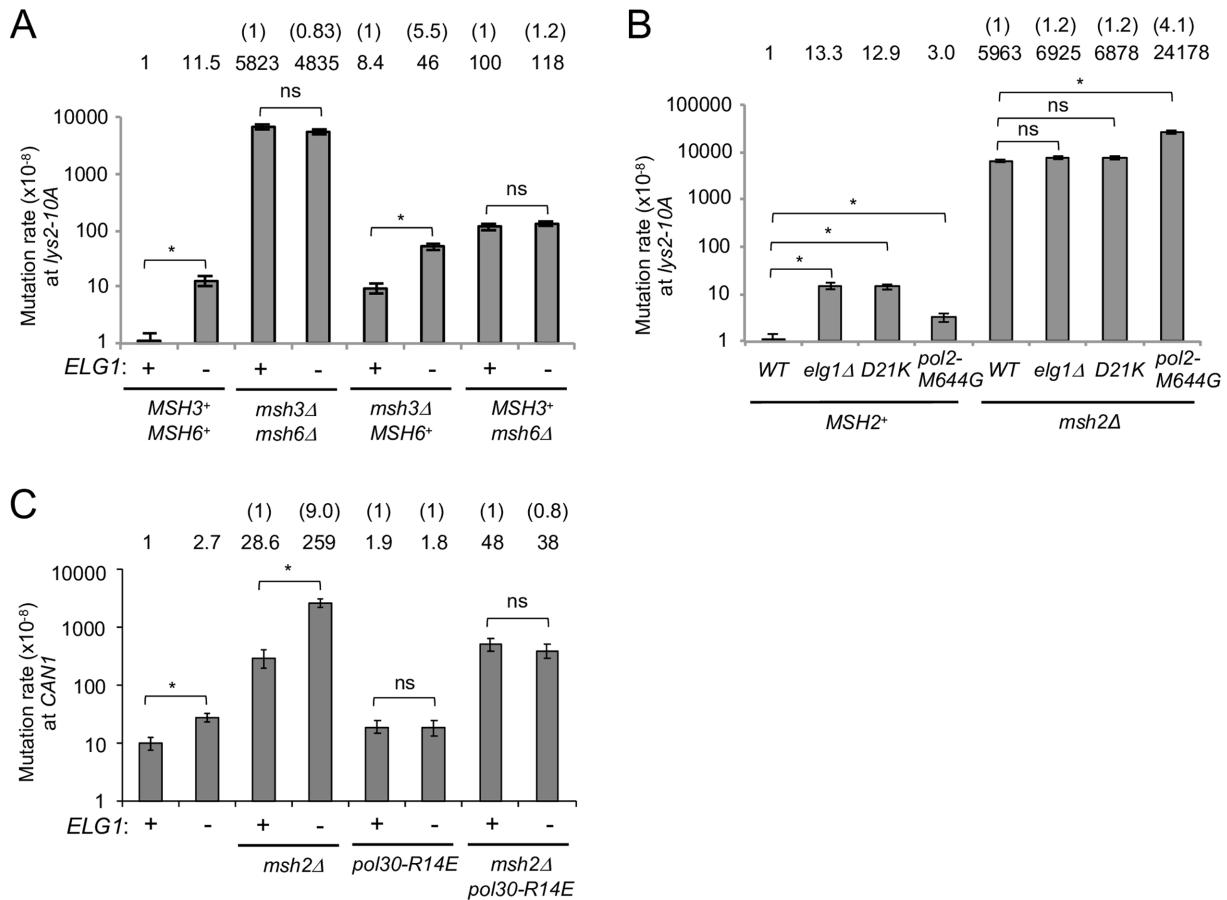 A
(1) (0.83) (1) (5.5) (1) (1.2)
1 11.5 5823 4835 8.4 46 100 118
Mutation rate (x10-8)
at lys2-10A
10000
1000
100
10
1
*
ns
*
ns
ELG1: + - + - + - + -
MSH3+ msh3Δ msh3Δ MSH3+
MSH6+ msh6Δ MSH6+ msh6Δ
B
(1) (1.2) (1.2) (4.1)
1 13.3 12.9 3.0 5963 6925 6878 24178
Mutation rate (x10-8)
at lys2-10A
100000
10000
1000
100
10
1
*
*
*
*
ns
ns
WT elg1Δ D21K pol2- WT elg1Δ D21K pol2-
M644G M644G
MSH2+ msh2Δ
C
(1) (9.0) (1) (1) (1) (0.8)
1 2.7 28.6 259 1.9 1.8 48 38
Mutation rate (x10-8)
at CAN1
10000
1000
100
10
1
*
*
ns
ns
ELG1: + - + - + - + -
msh2Δ pol30-R14E msh2Δ
pol30-R14E